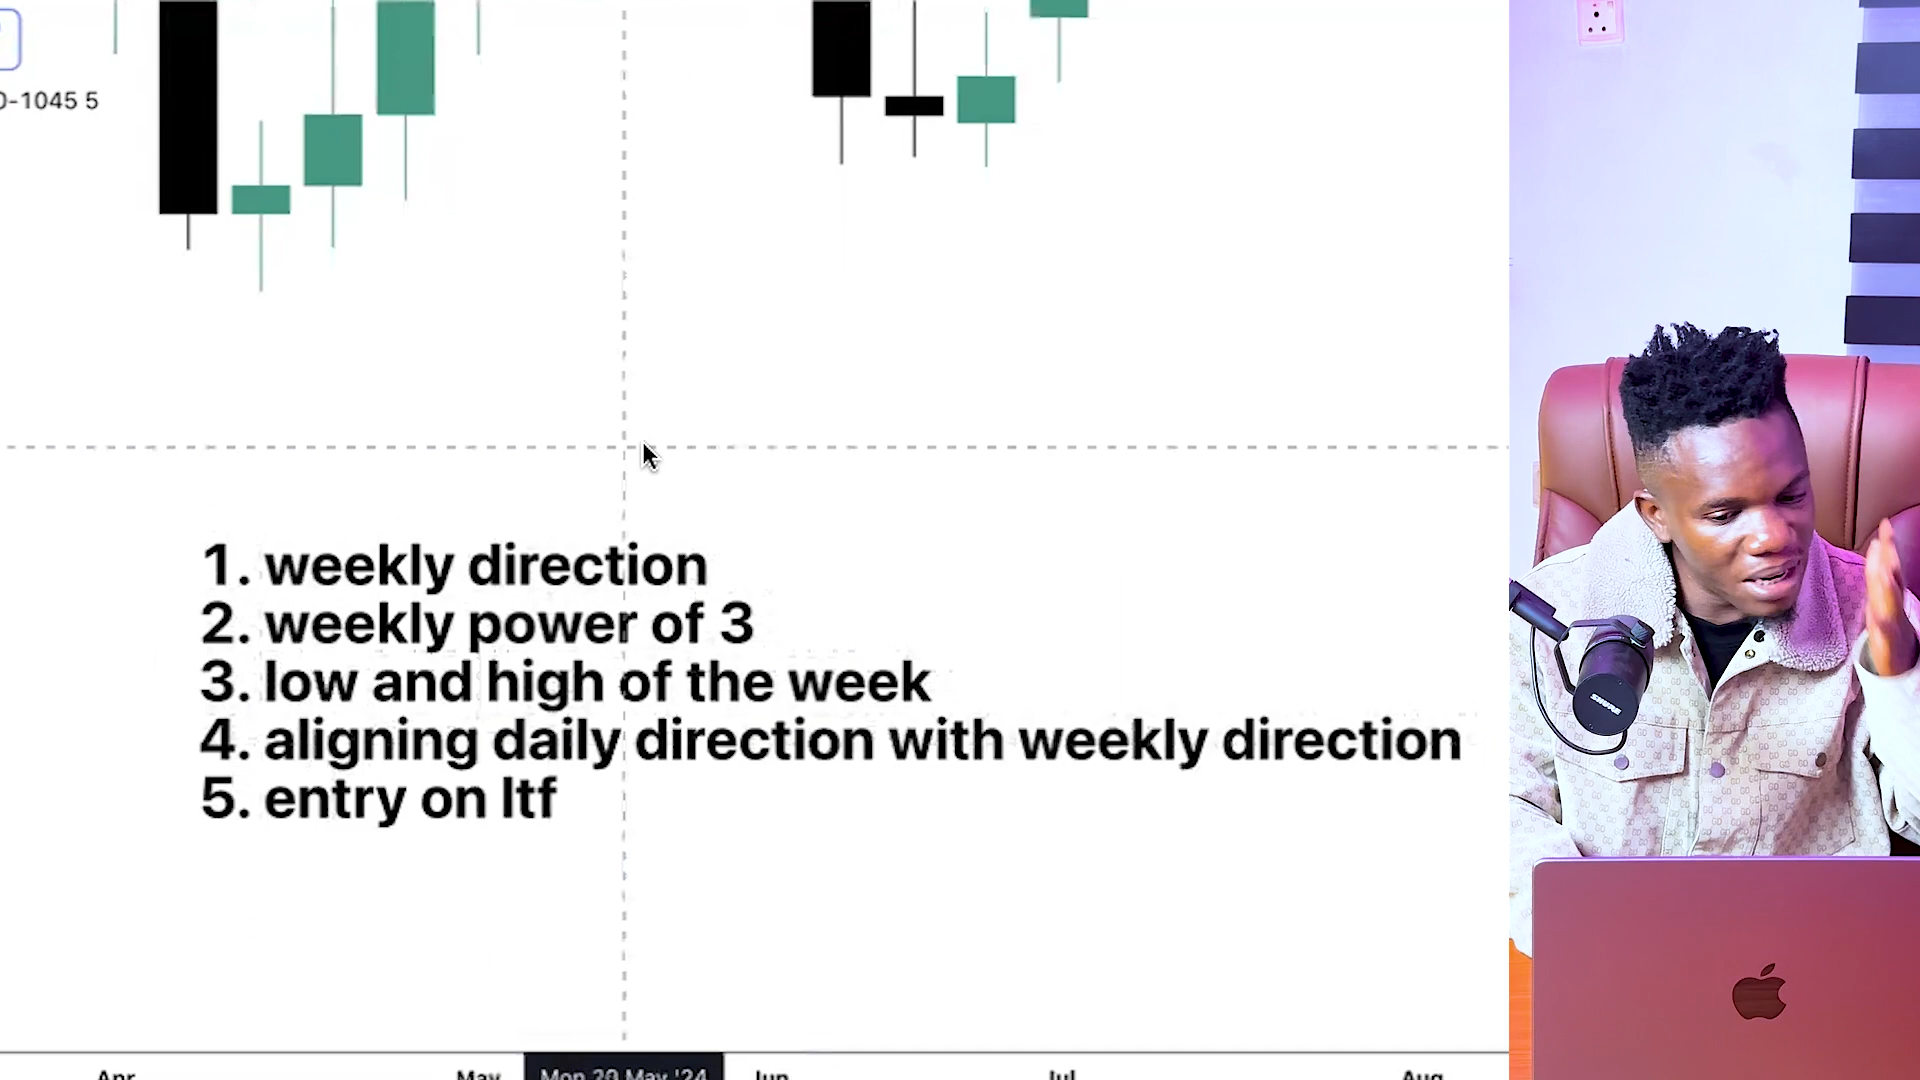 0-1045 5
1. weekly direction
2. weekly power of 3
3. low and high of the week
4. aligning daily direction with weekly direction
5. entry on ltf
SHURE
Apr May Mon 20 May '24 Jun Jul Aug